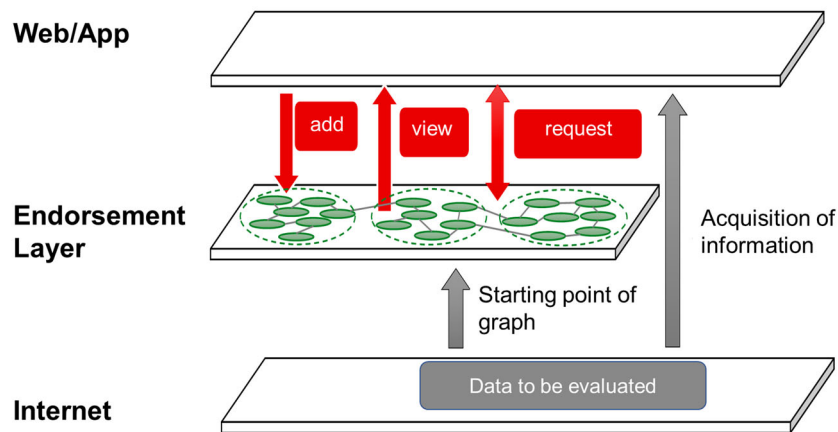 Web/App
add
view
request
Endorsement
Layer
Acquisition of
information
Starting point of
graph
Data to be evaluated
Internet